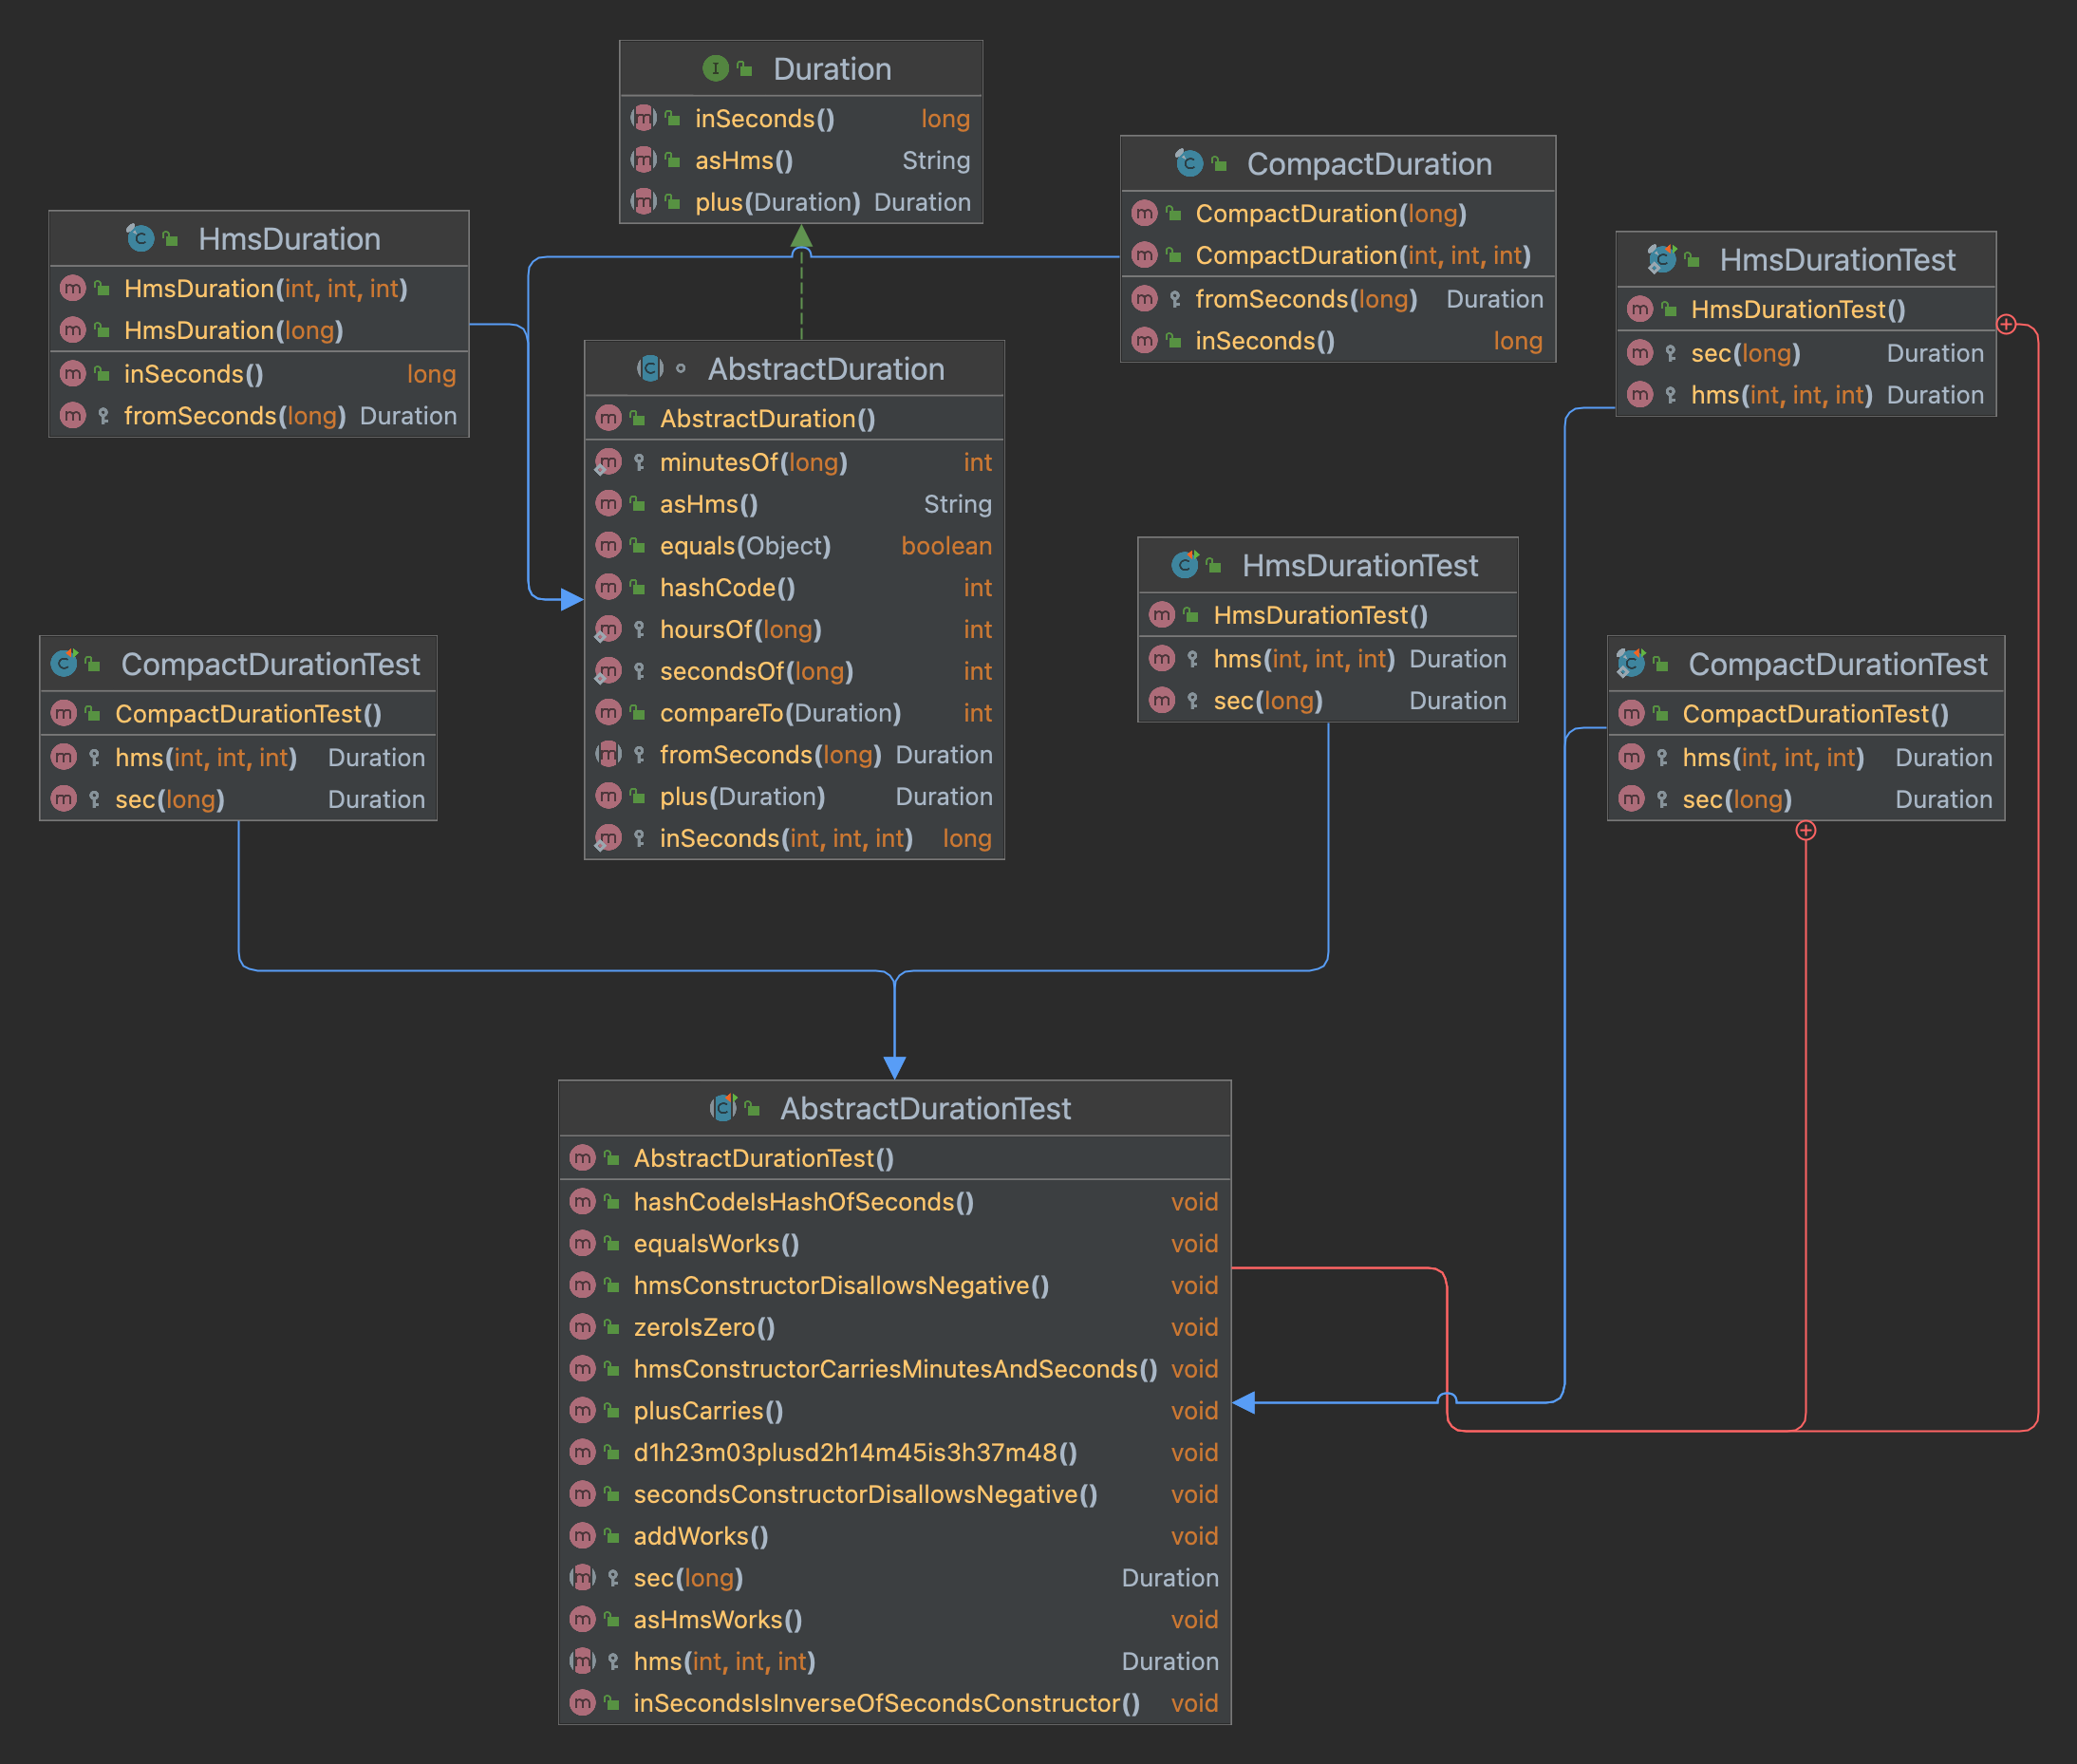 Duration
inSeconds() long
asHms() String
plus(Duration) Duration
CompactDuration
CompactDuration(long)
CompactDuration(int, int, int)
fromSeconds(long) Duration
inSeconds() long
HmsDuration
HmsDuration(int, int, int)
HmsDuration(long)
inSeconds() long
fromSeconds(long) Duration
HmsDurationTest
HmsDurationTest()
sec(long) Duration
hms(int, int, int) Duration
AbstractDuration
AbstractDuration()
minutesOf(long) int
asHms() String
equals(Object) boolean
hashCode() int
hoursOf(long) int
secondsOf(long) int
compareTo(Duration) int
fromSeconds(long) Duration
plus(Duration) Duration
inSeconds(int, int, int) long
HmsDurationTest
HmsDurationTest()
hms(int, int, int) Duration
sec(long) Duration
CompactDurationTest
CompactDurationTest()
hms(int, int, int) Duration
sec(long) Duration
CompactDurationTest
CompactDurationTest()
hms(int, int, int) Duration
sec(long) Duration
AbstractDurationTest
AbstractDurationTest()
hashCodeIsHashOfSeconds() void
equalsWorks() void
hmsConstructorDisallowsNegative() void
zeroIsZero() void
hmsConstructorCarriesMinutesAndSeconds() void
plusCarries() void
d1h23m03plusd2h14m45is3h37m48() void
secondsConstructorDisallowsNegative() void
addWorks() void
sec(long) Duration
asHmsWorks() void
hms(int, int, int) Duration
inSecondsIsInverseOfSecondsConstructor() void